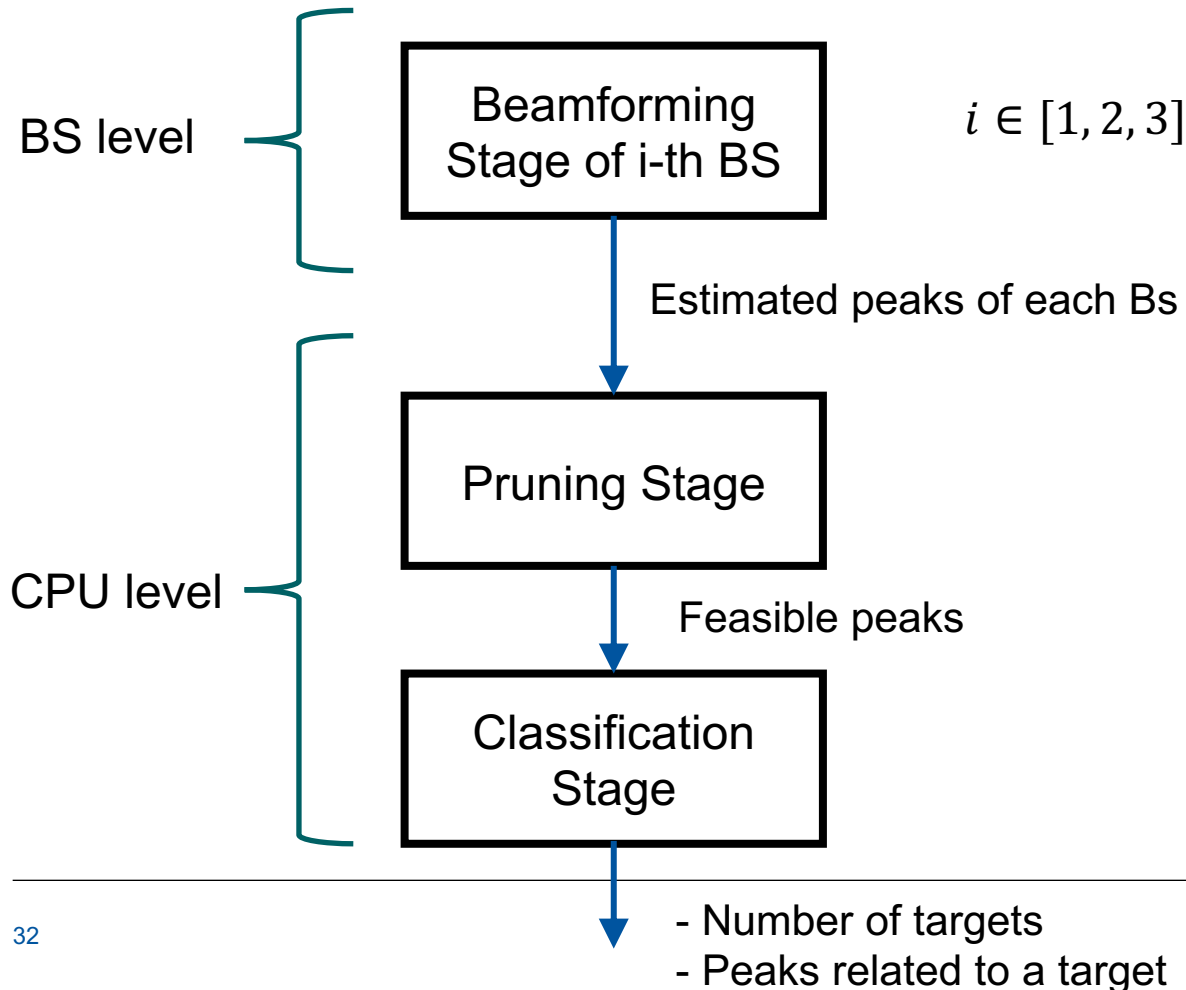 BS level
Beamforming
Stage of i-th BS
i ∈ [1, 2, 3]
Estimated peaks of each Bs
CPU level
Pruning Stage
Feasible peaks
Classification
Stage
32
- Number of targets
- Peaks related to a target